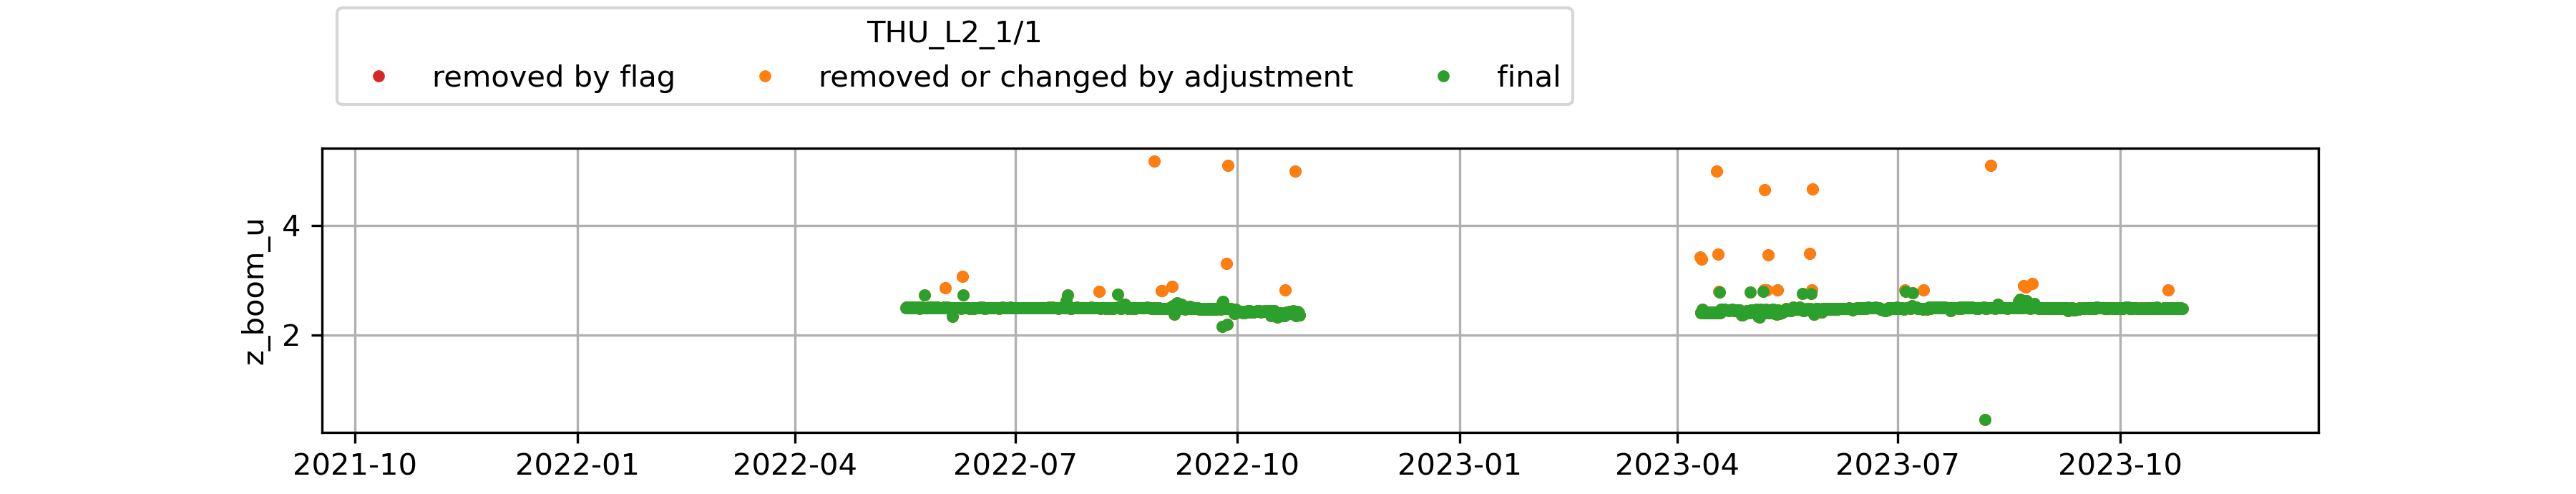 THU_L2_1/1
removed by flag
removed or changed by adjustment
final
z_boom_u
4
2
2021-10
2022-01
2022-04
2022-07
2022-10
2023-01
2023-04
2023-07
2023-10